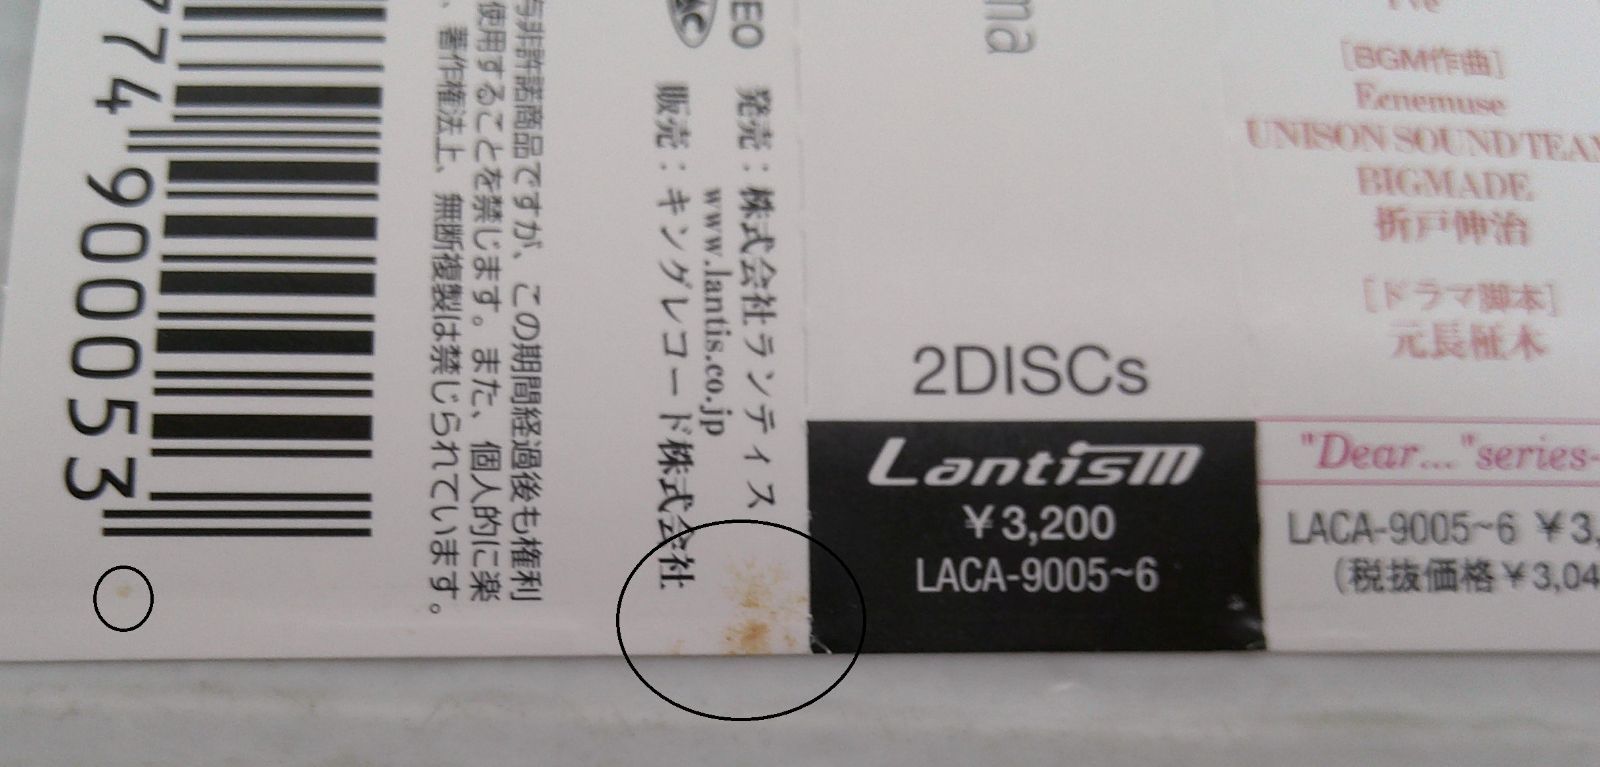 774900053
与非許諾商品ですが、この期間経過後も権利
使用することを禁じます。また、個人的に楽
、著作権法上、無断複製は禁じられています。
EO
発売：株式会社ランティス
www.lantis.co.jp
販売：キングレコード株式会社
ma
2DISCs
Lantis
¥3,200
LACA-9005~6
[BGM作曲]
Eenemuse
UNISON SOUND TEAM
BIGMADE
折戸伸治
[ドラマ脚本]
元長柾木
"Dear..."series-
LACA-9005~6 ¥3,
(税抜価格¥3,04